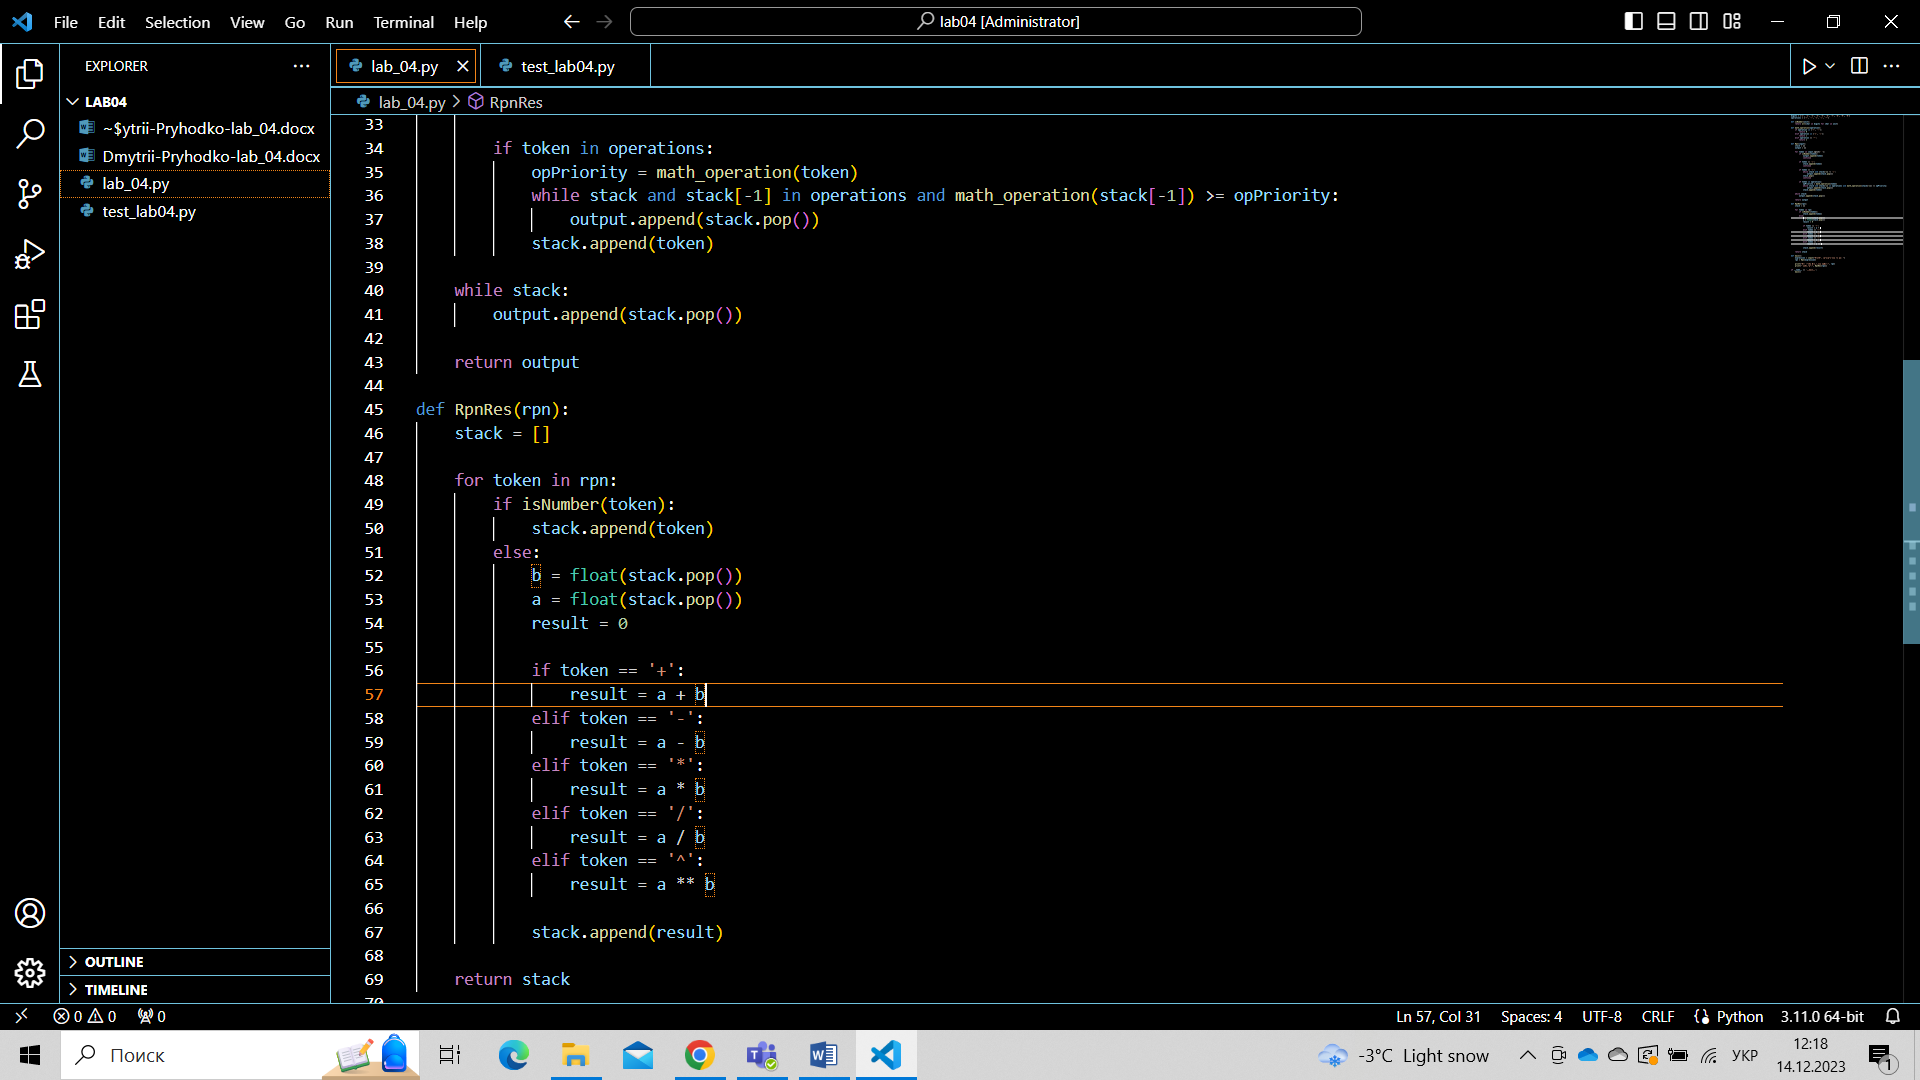 File Edit Selection View Go Run Terminal Help
lab04 [Administrator]
EXPLORER
LAB04
~$ytrii-Pryhodko-lab_04.docx
Dmytrii-Pryhodko-lab_04.docx
lab_04.py
test_lab04.py
OUTLINE
TIMELINE
lab_04.py test_lab04.py
lab_04.py > RpnRes
33
34 if token in operations:
35 opPriority = math_operation(token)
36 while stack and stack[-1] in operations and math_operation(stack[-1]) >= opPriority:
37 output.append(stack.pop())
38 stack.append(token)
39
40 while stack:
41 output.append(stack.pop())
42
43 return output
44
45 def RpnRes(rpn):
46 stack = []
47
48 for token in rpn:
49 if isNumber(token):
50 stack.append(token)
51 else:
52 b = float(stack.pop())
53 a = float(stack.pop())
54 result = 0
55
56 if token == '+':
57 result = a + b
58 elif token == '-':
59 result = a - b
60 elif token == '*':
61 result = a * b
62 elif token == '/':
63 result = a / b
64 elif token == '^':
65 result = a ** b
66
67 stack.append(result)
68
69 return stack
70
0 0 0 Ln 57, Col 31 Spaces: 4 UTF-8 CRLF Python 3.11.0 64-bit
Поиск
-3°C Light snow
УКР
12:18
14.12.2023
1